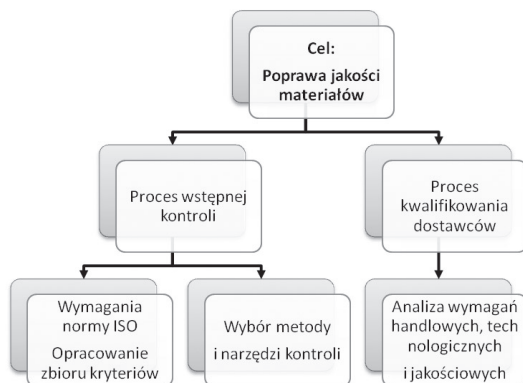 Cel:
Poprawa jakości
materiałów
Proces wstępnej
kontroli
Proces
kwalifikowania
dostawców
Wymagania
normy ISO
Opracowanie
zbioru kryteriów
Wybór metody
i narzędzi kontroli
Analiza wymagań
handlowych, tech
nologicznych
i jakościowych